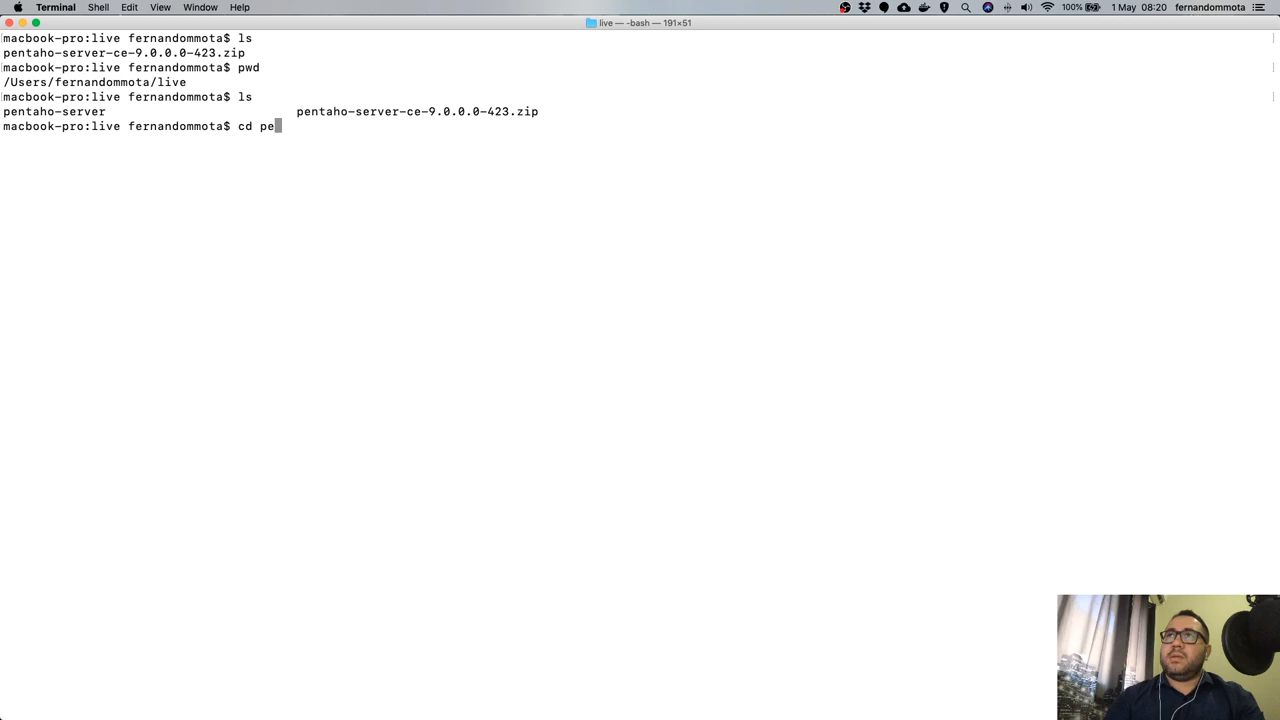 Terminal Shell Edit View Window Help 100% 1 May 08:20 fernandommota
live — -bash — 191×51
macbook-pro:live fernandommota$ ls
pentaho-server-ce-9.0.0.0-423.zip
macbook-pro:live fernandommota$ pwd
/Users/fernandommota/live
macbook-pro:live fernandommota$ ls
pentaho-server pentaho-server-ce-9.0.0.0-423.zip
macbook-pro:live fernandommota$ cd pe